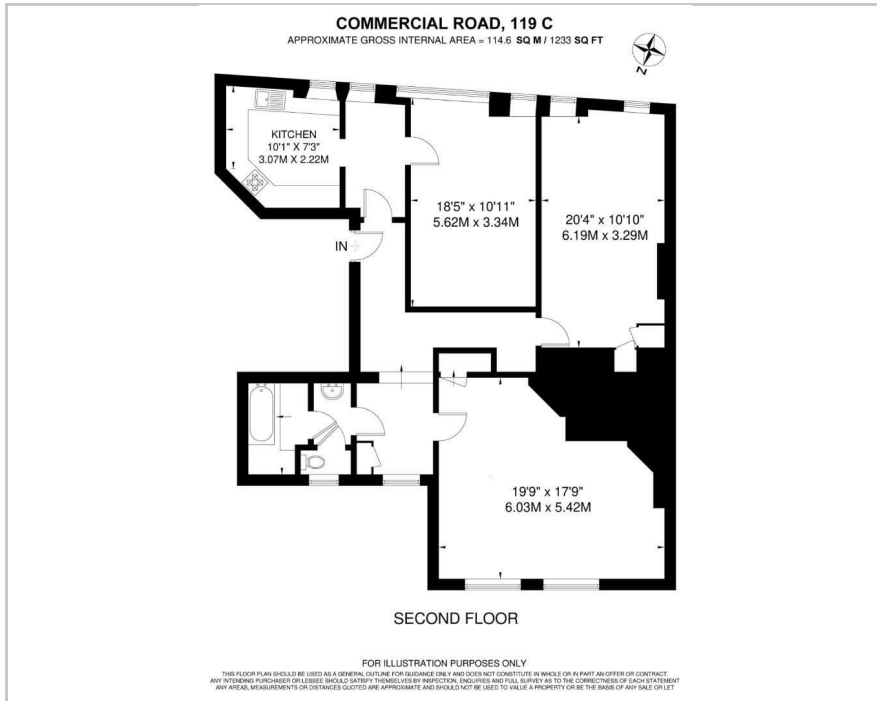 COMMERCIAL ROAD, 119 C
APPROXIMATE GROSS INTERNAL AREA = 114.6 SQ M / 1233 SQ FT
N
KITCHEN
10'1" X 7'3"
3.07M X 2.22M
18'5" x 10'11"
5.62M x 3.34M
20'4" x 10'10"
6.19M x 3.29M
IN
19'9" x 17'9"
6.03M x 5.42M
SECOND FLOOR
FOR ILLUSTRATION PURPOSES ONLY
THIS FLOOR PLAN SHOULD BE USED AS A GENERAL OUTLINE FOR GUIDANCE ONLY AND DOES NOT CONSTITUTE IN WHOLE OR IN PART AN OFFER OR CONTRACT.
ANY INTENDING PURCHASER OR LESSEE SHOULD SATISFY THEMSELVES BY INSPECTION, ENQUIRIES AND FULL SURVEY AS TO THE CORRECTNESS OF EACH STATEMENT
ANY AREAS, MEASUREMENTS OR DISTANCES QUOTED ARE APPROXIMATE AND SHOULD NOT BE USED TO VALUE A PROPERTY OR BE THE BASIS OF ANY SALE OR LET